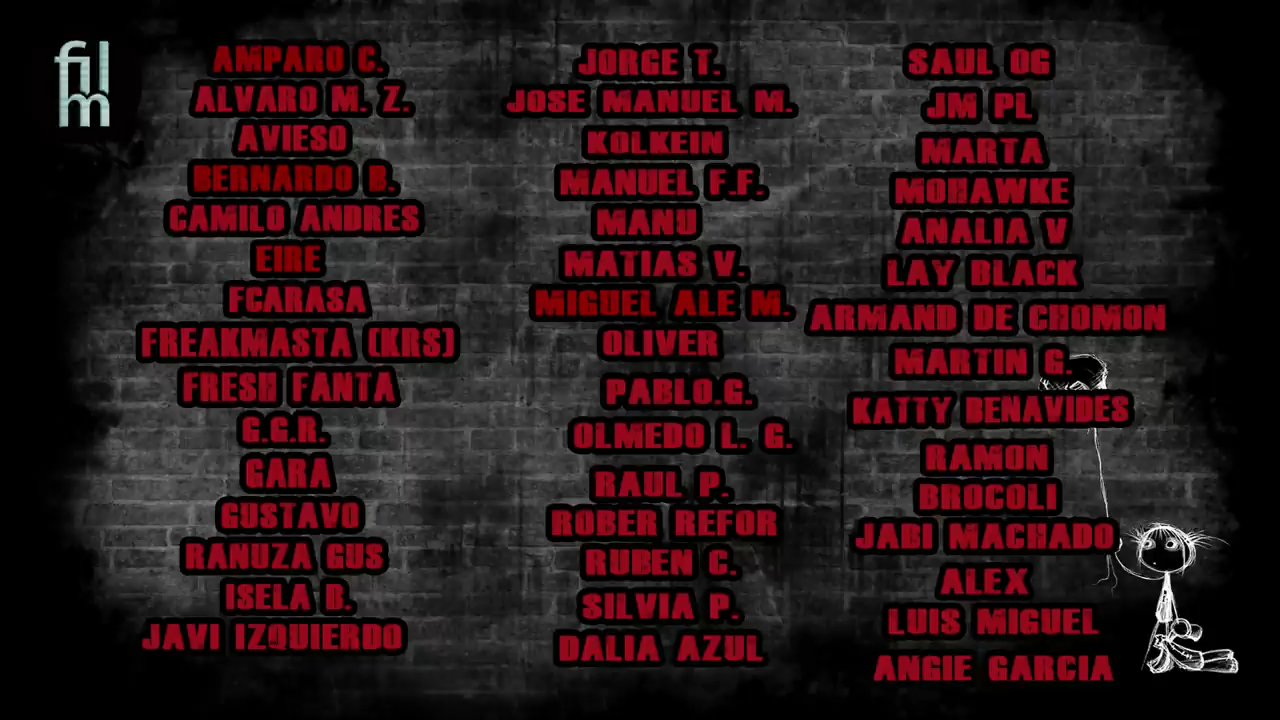 film
AMPARO C.
ALVARO M. Z.
AVIESO
BERNARDO B.
CAMILO ANDRES
EIRE
FCARASA
FREAKMASTA (KRS)
FRESH FANTA
G.G.R.
GARA
GUSTAVO
RANUZA GUS
ISELA B.
JAVI IZQUIERDO
JORGE T.
JOSE MANUEL M.
KOLKEIN
MANUEL F.F.
MANU
MATIAS V.
MIGUEL ALE M.
OLIVER
PABLO.G.
OLMEDO L. G.
RAUL P.
ROBER REFOR
RUBEN C.
SILVIA P.
DALIA AZUL
SAUL OG
JM PL
MARTA
MOHAWKE
ANALIA V
LAY BLACK
ARMAND DE CHOMON
MARTIN G.
KATTY BENAVIDES
RAMON
BROCOLI
JABI MACHADO
ALEX
LUIS MIGUEL
ANGIE GARCIA